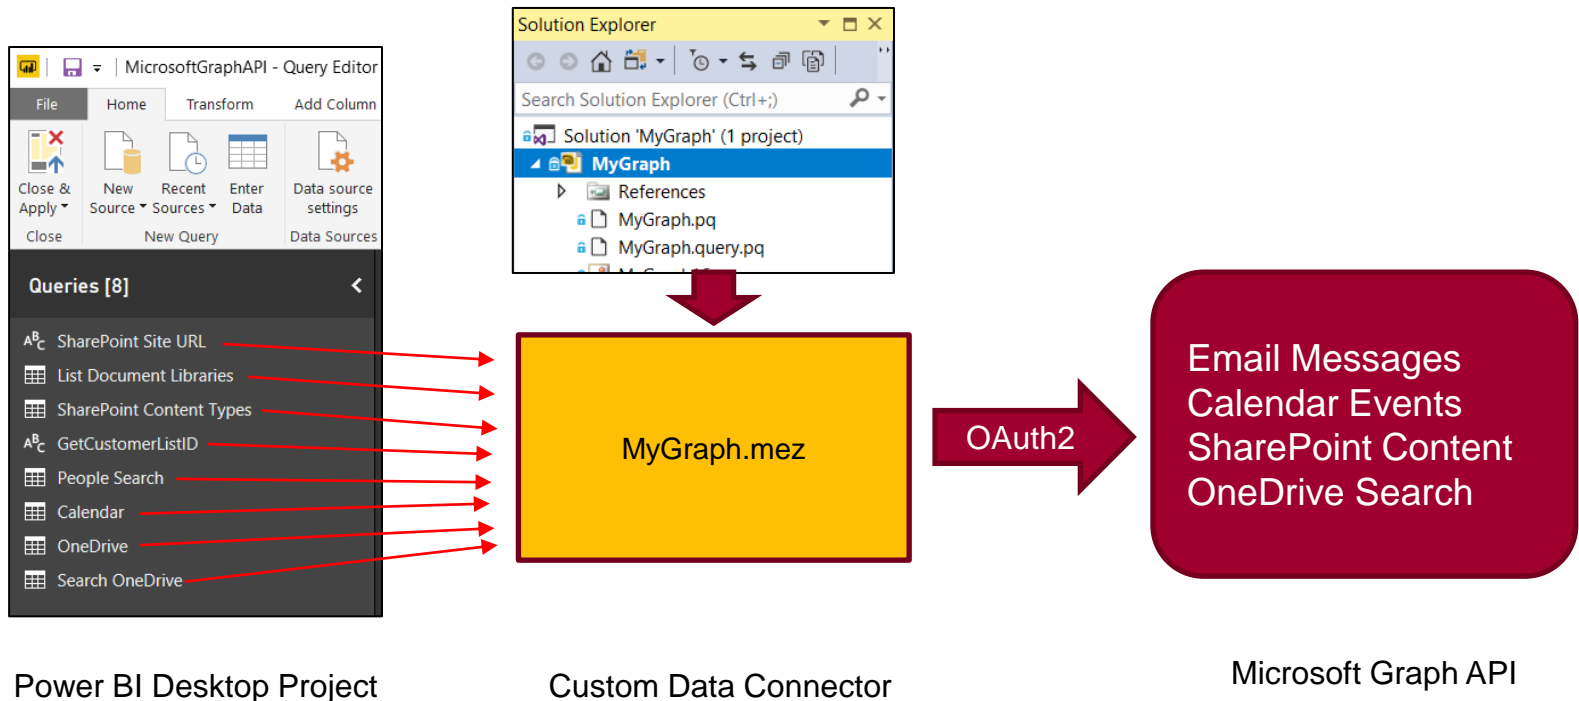 MicrosoftGraphAPI - Query Editor
File Home Transform Add Column
Close & Apply
New Source
Recent Sources
Enter Data
Data source settings
Close New Query Data Sources
Queries [8]
SharePoint Site URL
List Document Libraries
SharePoint Content Types
GetCustomerListID
People Search
Calendar
OneDrive
Search OneDrive
Power BI Desktop Project
Solution Explorer
Search Solution Explorer (Ctrl+;)
Solution 'MyGraph' (1 project)
MyGraph
References
MyGraph.pq
MyGraph.query.pq
MyGraph.mez
Custom Data Connector
OAuth2
Email Messages
Calendar Events
SharePoint Content
OneDrive Search
Microsoft Graph API